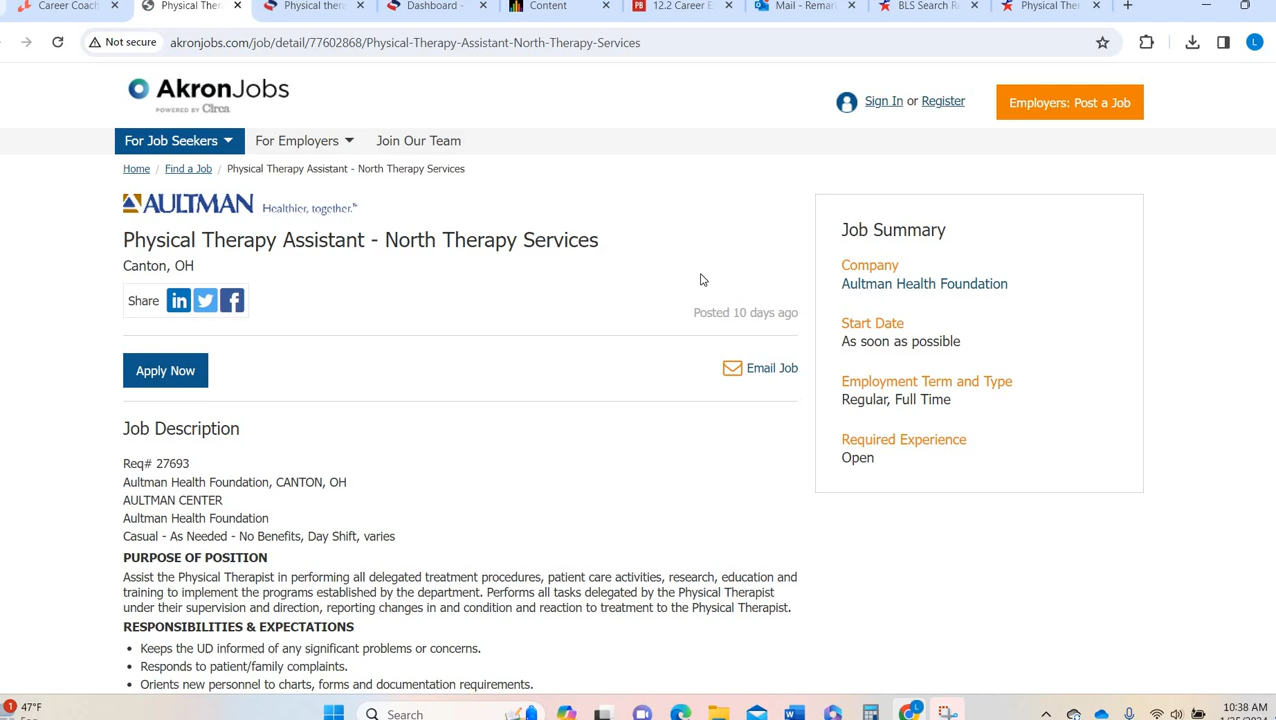 Career Coach
Physical Ther
Physical thera
Dashboard -
Content
12.2 Career E
Mail - Remar
BLS Search Re
Physical Ther
Not secure
akronjobs.com/job/detail/77602868/Physical-Therapy-Assistant-North-Therapy-Services
L
AkronJobs
POWERED BY Circa
Sign In or Register
Employers: Post a Job
For Job Seekers
For Employers
Join Our Team
Home / Find a Job / Physical Therapy Assistant - North Therapy Services
AULTMAN Healthier, together.™
Physical Therapy Assistant - North Therapy Services
Canton, OH
Share
Posted 10 days ago
Apply Now
Email Job
Job Description
Req# 27693
Aultman Health Foundation, CANTON, OH
AULTMAN CENTER
Aultman Health Foundation
Casual - As Needed - No Benefits, Day Shift, varies
PURPOSE OF POSITION
Assist the Physical Therapist in performing all delegated treatment procedures, patient care activities, research, education and
training to implement the programs established by the department. Performs all tasks delegated by the Physical Therapist
under their supervision and direction, reporting changes in and condition and reaction to treatment to the Physical Therapist.
RESPONSIBILITIES & EXPECTATIONS
• Keeps the UD informed of any significant problems or concerns.
• Responds to patient/family complaints.
• Orients new personnel to charts, forms and documentation requirements.
Job Summary
Company
Aultman Health Foundation
Start Date
As soon as possible
Employment Term and Type
Regular, Full Time
Required Experience
Open
1
47°F
Search
L
10:38 AM